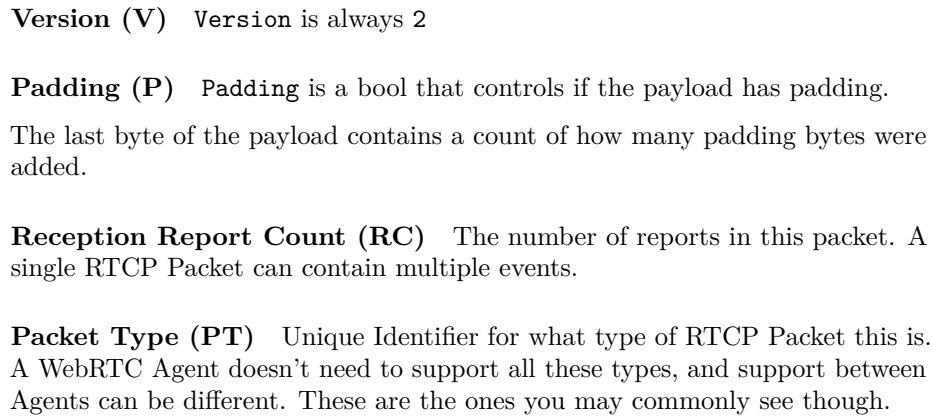 Version (V) Version is always 2
Padding (P) Padding is a bool that controls if the payload has padding.
The last byte of the payload contains a count of how many padding bytes were
added.
Reception Report Count (RC) The number of reports in this packet. A
single RTCP Packet can contain multiple events.
Packet Type (PT) Unique Identifier for what type of RTCP Packet this is.
A WebRTC Agent doesn't need to support all these types, and support between
Agents can be different. These are the ones you may commonly see though.